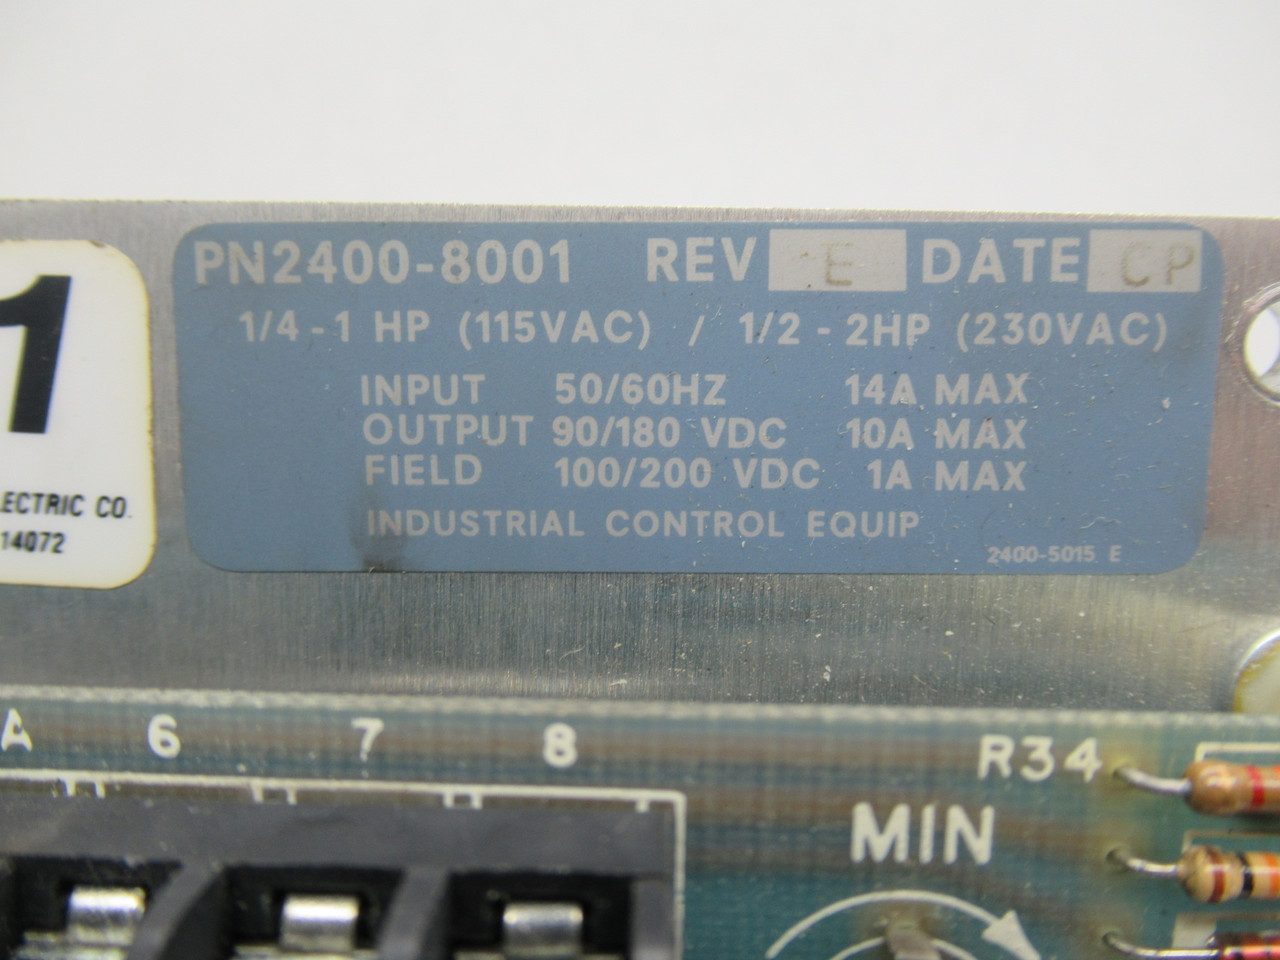 PN2400-8001 REV E DATE CP
1/4 - 1 HP (115VAC) / 1/2 - 2HP (230VAC)
INPUT 50/60HZ 14A MAX
OUTPUT 90/180 VDC 10A MAX
FIELD 100/200 VDC 1A MAX
INDUSTRIAL CONTROL EQUIP
2400-5015 E
1
LECTRIC CO.
14072
A 6 7 8
R34
MIN